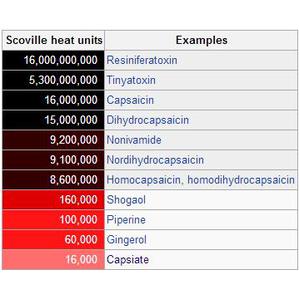 Scoville heat units Examples
16,000,000,000 Resiniferatoxin
5,300,000,000 Tinyatoxin
16,000,000 Capsaicin
15,000,000 Dihydrocapsaicin
9,200,000 Nonivamide
9,100,000 Nordihydrocapsaicin
8,600,000 Homocapsaicin, homodihydrocapsaicin
160,000 Shogaol
100,000 Piperine
60,000 Gingerol
16,000 Capsiate